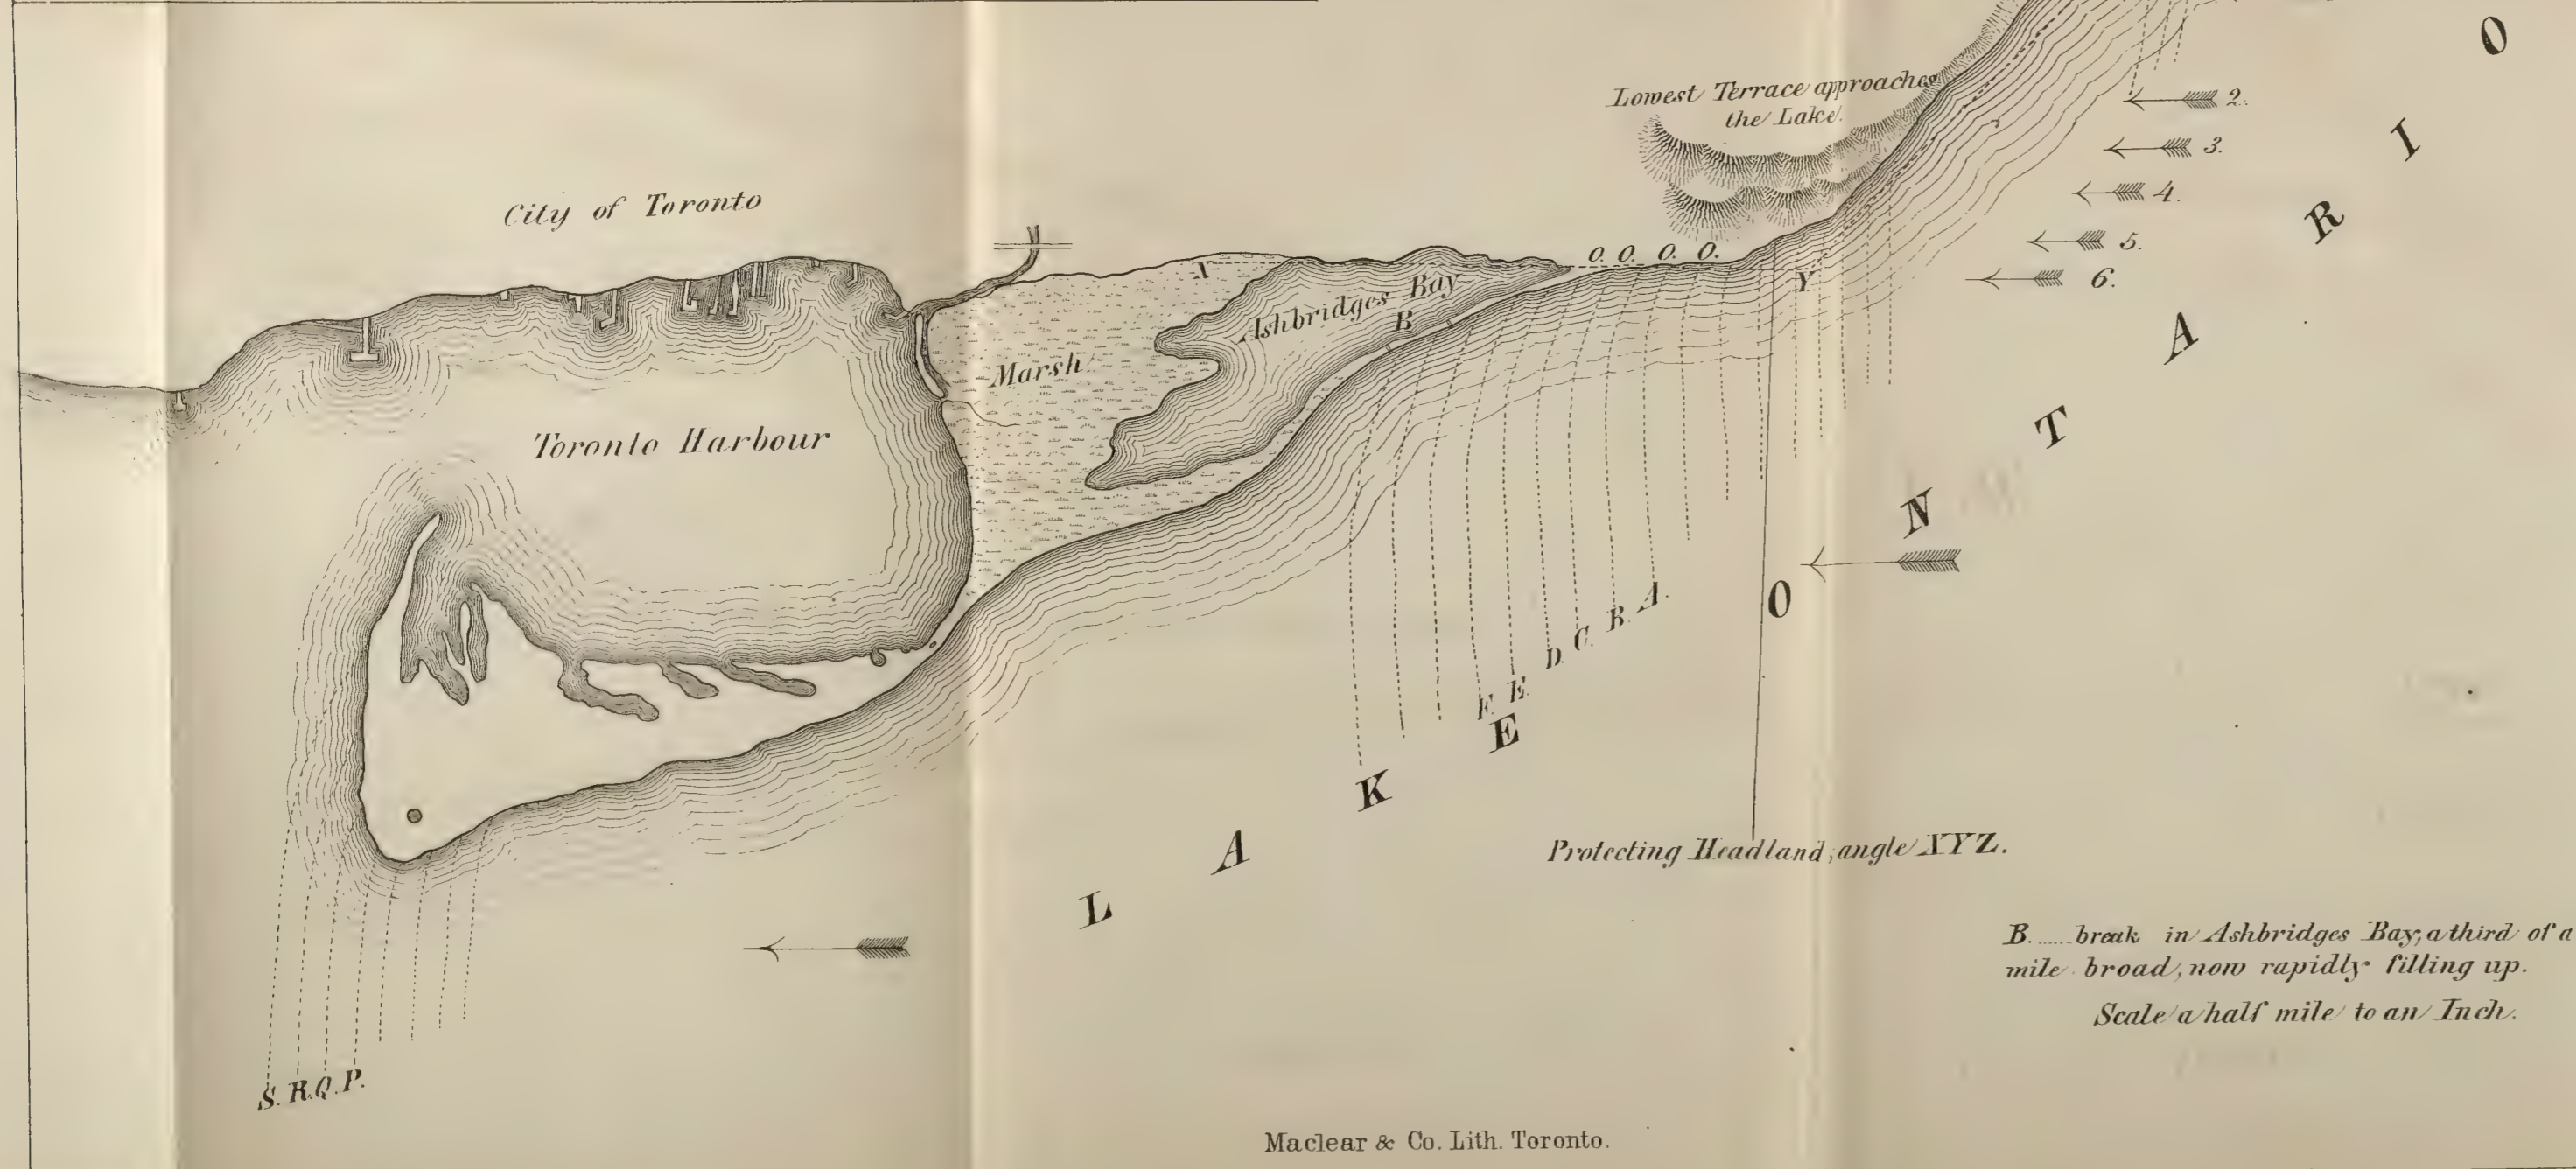 Lowest Terrace approaches
the Lake.
2.
3.
4.
5.
6.
City of Toronto
O. O. O. O.
X
Y
Ashbridges Bay
B
Marsh
Toronto Harbour
LAKE ONTARIO
F. E. D. C. B. A.
Protecting Headland, angle XYZ.
B.....break in Ashbridges Bay, a third of a
mile broad, now rapidly filling up.
Scale a half mile to an Inch.
S. R. Q. P.
Maclear & Co. Lith. Toronto.